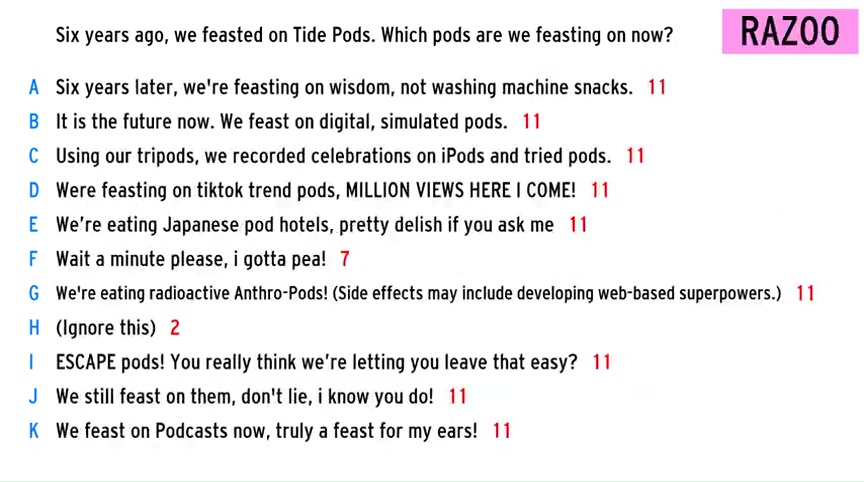 Six years ago, we feasted on Tide Pods. Which pods are we feasting on now?
RAZOO
A Six years later, we're feasting on wisdom, not washing machine snacks. 11
B It is the future now. We feast on digital, simulated pods. 11
C Using our tripods, we recorded celebrations on iPods and tried pods. 11
D Were feasting on tiktok trend pods, MILLION VIEWS HERE I COME! 11
E We’re eating Japanese pod hotels, pretty delish if you ask me 11
F Wait a minute please, i gotta pea! 7
G We're eating radioactive Anthro-Pods! (Side effects may include developing web-based superpowers.) 11
H (Ignore this) 2
I ESCAPE pods! You really think we’re letting you leave that easy? 11
J We still feast on them, don't lie, i know you do! 11
K We feast on Podcasts now, truly a feast for my ears! 11